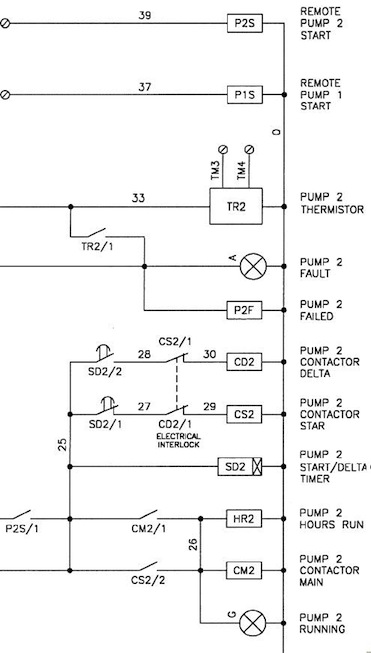 39
P2S
REMOTE
PUMP 2
START
37
P1S
REMOTE
PUMP 1
START
Q
TM3
TM4
33
TR2
PUMP 2
THERMISTOR
TR2/1
A
PUMP 2
FAULT
P2F
PUMP 2
FAILED
CS2/1
28
30
CD2
SD2/2
PUMP 2
CONTACTOR
DELTA
27
29
CS2
SD2/1
CD2/1
ELECTRICAL
INTERLOCK
PUMP 2
CONTACTOR
STAR
25
SD2
PUMP 2
START/DELTA
TIMER
P2S/1
CM2/1
HR2
PUMP 2
HOURS RUN
26
CS2/2
CM2
PUMP 2
CONTACTOR
MAIN
G
PUMP 2
RUNNING